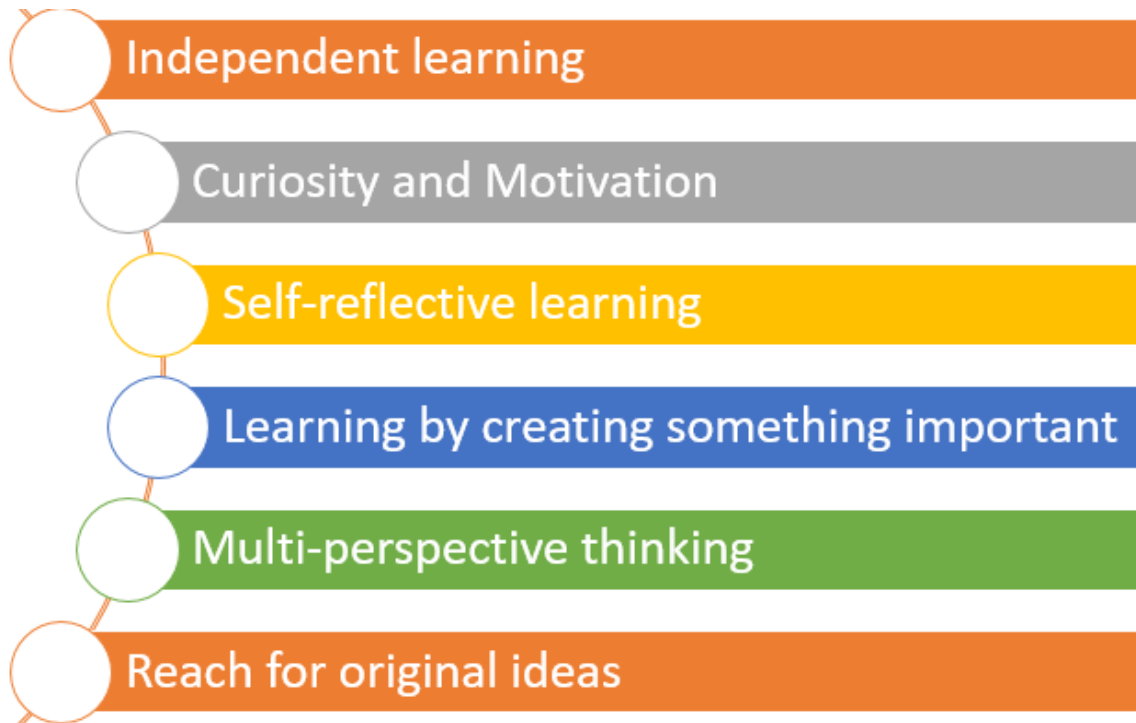 Independent learning
Curiosity and Motivation
Self-reflective learning
Learning by creating something important
Multi-perspective thinking
Reach for original ideas